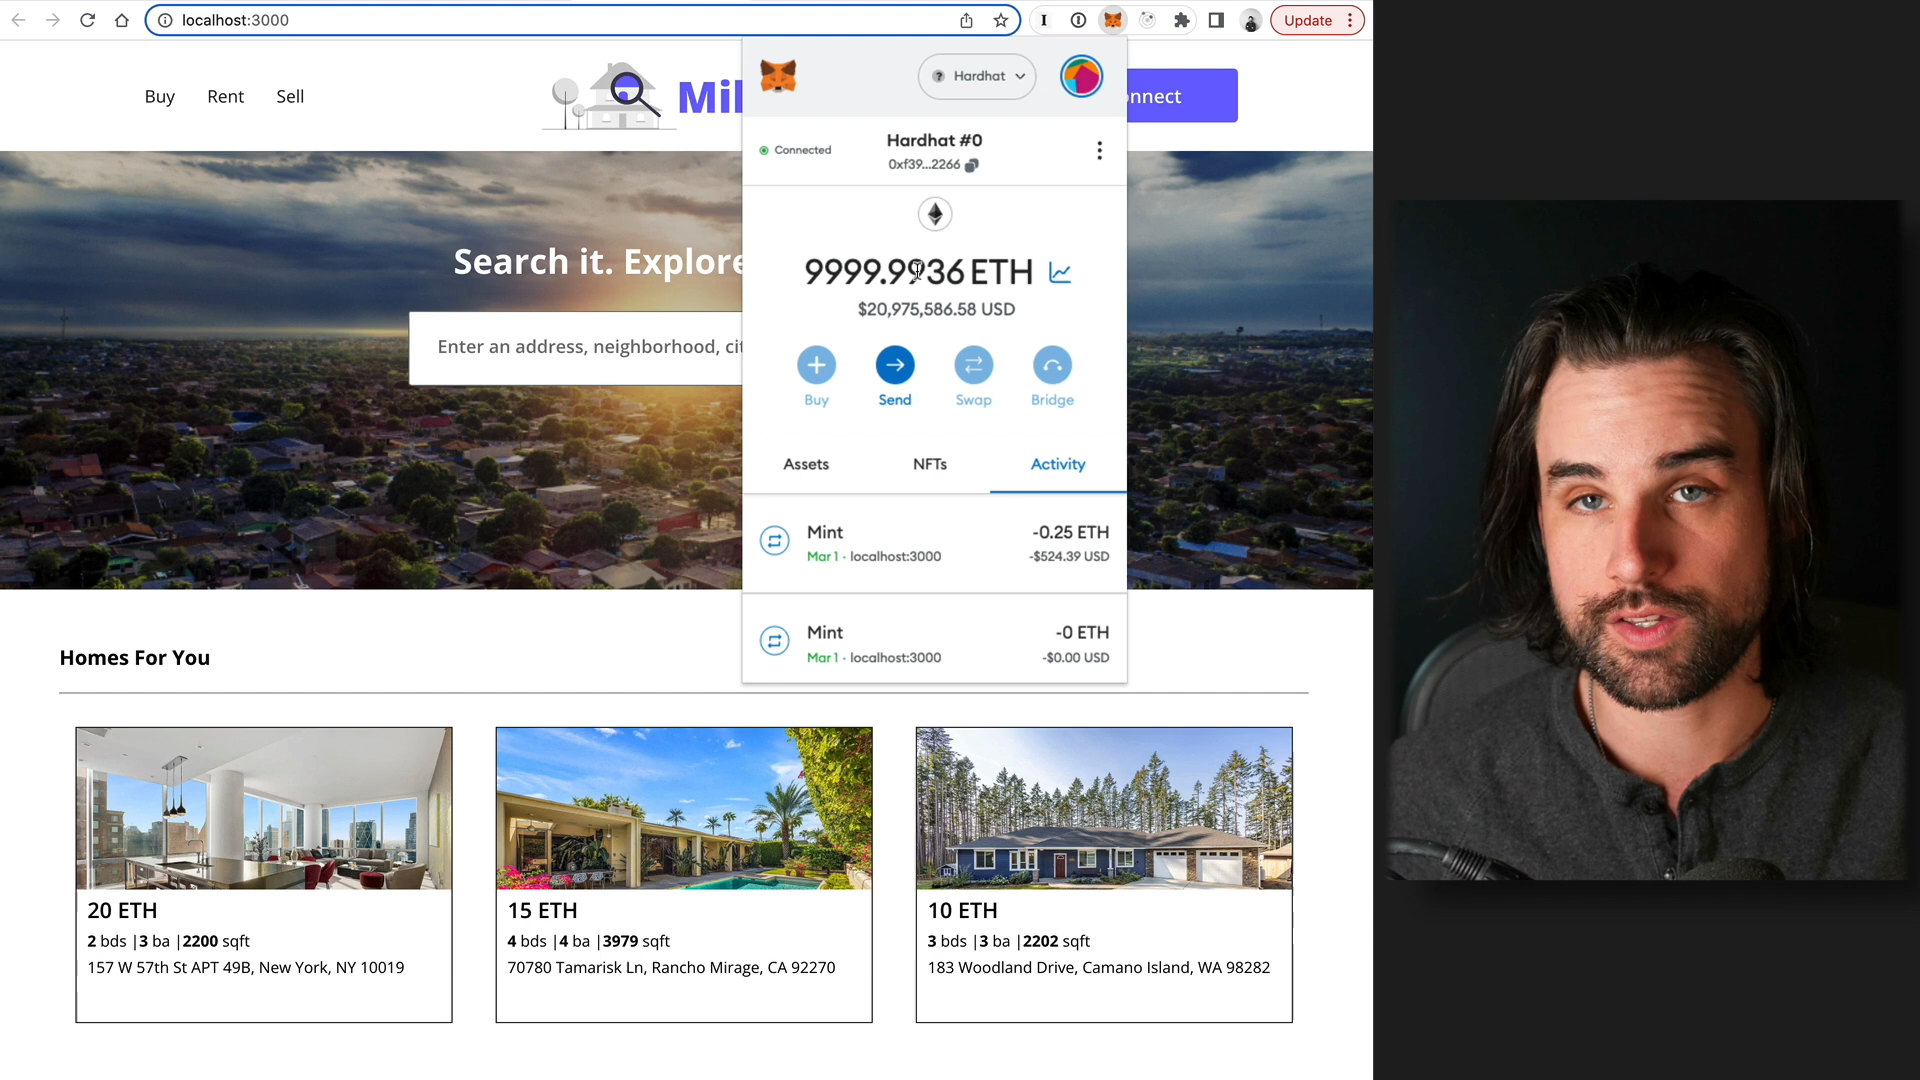 localhost:3000
Update
Buy
Rent
Sell
Mil
onnect
Hardhat
Connected
Hardhat #0
0xf39...2266
Search it. Explore
9999.9936 ETH
$20,975,586.58 USD
Enter an address, neighborhood, cit
Buy
Send
Swap
Bridge
Assets
NFTs
Activity
Mint
-0.25 ETH
Mar 1 · localhost:3000
-$524.39 USD
Mint
-0 ETH
Mar 1 · localhost:3000
-$0.00 USD
Homes For You
20 ETH
2 bds |3 ba |2200 sqft
157 W 57th St APT 49B, New York, NY 10019
15 ETH
4 bds |4 ba |3979 sqft
70780 Tamarisk Ln, Rancho Mirage, CA 92270
10 ETH
3 bds |3 ba |2202 sqft
183 Woodland Drive, Camano Island, WA 98282